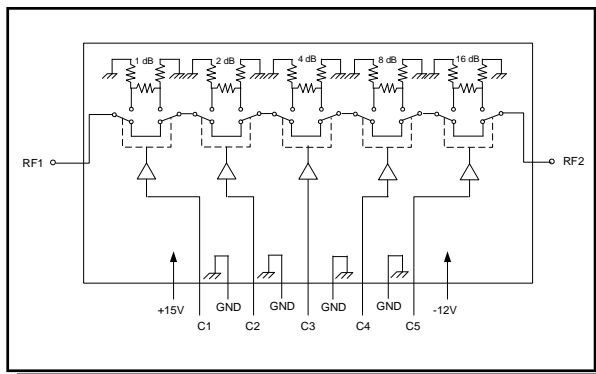 1 dB 2 dB 4 dB 8 dB 16 dB
RF1 RF2
+15V GND GND GND GND -12V
C1 C2 C3 C4 C5